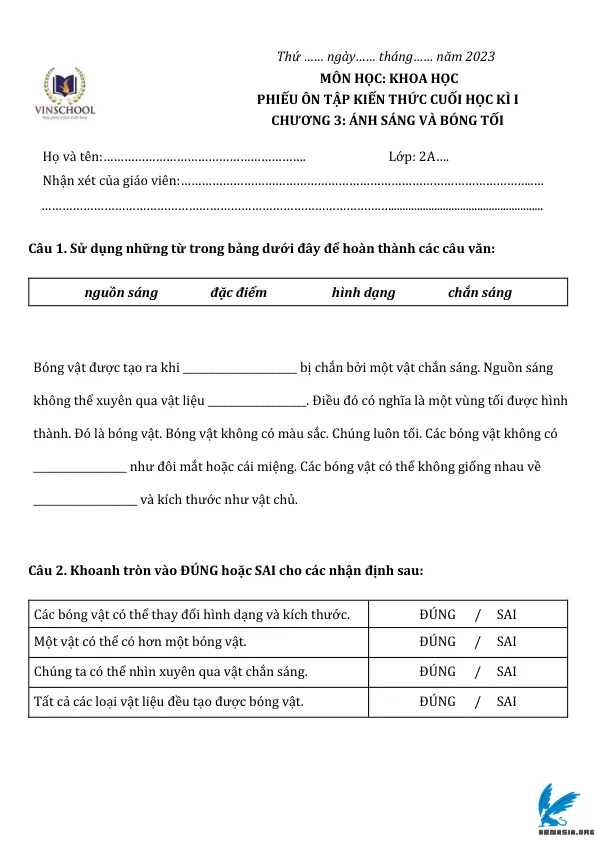 Thứ …… ngày…… tháng…… năm 2023
MÔN HỌC: KHOA HỌC
PHIẾU ÔN TẬP KIẾN THỨC CUỐI HỌC KÌ I
CHƯƠNG 3: ÁNH SÁNG VÀ BÓNG TỐI
VINSCHOOL
Họ và tên:………………………………………………. Lớp: 2A….
Nhận xét của giáo viên:…………………………………………………………………………………..…
…………………………………………………………………………………......................................................
Câu 1. Sử dụng những từ trong bảng dưới đây để hoàn thành các câu văn:
nguồn sáng đặc điểm hình dạng chắn sáng
Bóng vật được tạo ra khi ______________________ bị chắn bởi một vật chắn sáng. Nguồn sáng
không thể xuyên qua vật liệu ___________________. Điều đó có nghĩa là một vùng tối được hình
thành. Đó là bóng vật. Bóng vật không có màu sắc. Chúng luôn tối. Các bóng vật không có
__________________ như đôi mắt hoặc cái miệng. Các bóng vật có thể không giống nhau về
____________________ và kích thước như vật chủ.
Câu 2. Khoanh tròn vào ĐÚNG hoặc SAI cho các nhận định sau:
Các bóng vật có thể thay đổi hình dạng và kích thước. ĐÚNG / SAI
Một vật có thể có hơn một bóng vật. ĐÚNG / SAI
Chúng ta có thể nhìn xuyên qua vật chắn sáng. ĐÚNG / SAI
Tất cả các loại vật liệu đều tạo được bóng vật. ĐÚNG / SAI
ABNASIA.ORG